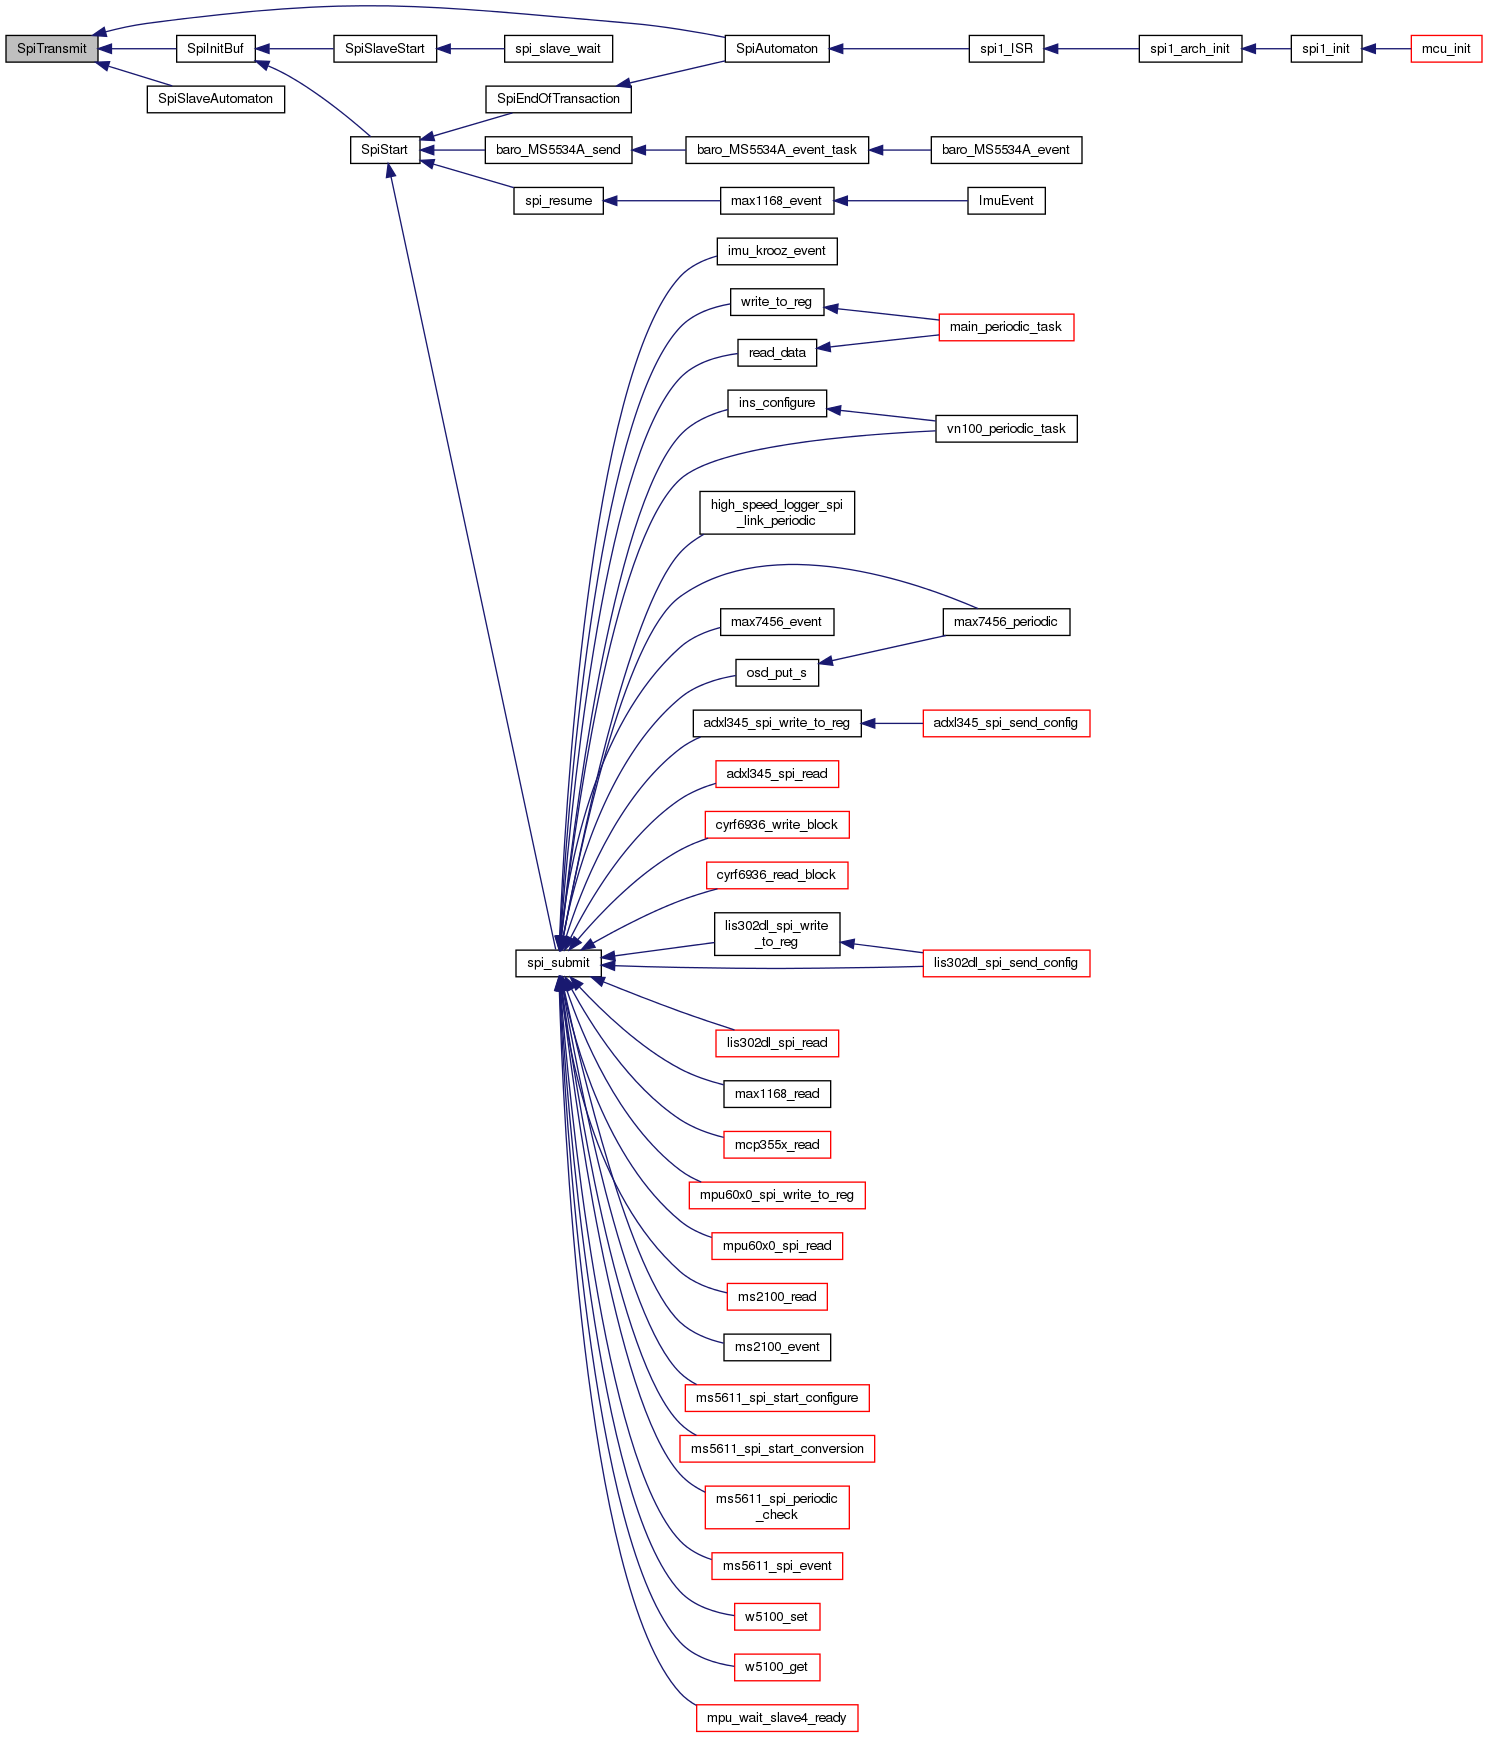 SpiTransmit
SpiInitBuf
SpiSlaveStart
spi_slave_wait
SpiAutomaton
spi1_ISR
spi1_arch_init
spi1_init
mcu_init
SpiSlaveAutomaton
SpiEndOfTransaction
SpiStart
baro_MS5534A_send
baro_MS5534A_event_task
baro_MS5534A_event
spi_resume
max1168_event
ImuEvent
imu_krooz_event
write_to_reg
main_periodic_task
read_data
ins_configure
vn100_periodic_task
high_speed_logger_spi
_link_periodic
max7456_event
max7456_periodic
osd_put_s
adxl345_spi_write_to_reg
adxl345_spi_send_config
adxl345_spi_read
cyrf6936_write_block
cyrf6936_read_block
lis302dl_spi_write
_to_reg
spi_submit
lis302dl_spi_send_config
lis302dl_spi_read
max1168_read
mcp355x_read
mpu60x0_spi_write_to_reg
mpu60x0_spi_read
ms2100_read
ms2100_event
ms5611_spi_start_configure
ms5611_spi_start_conversion
ms5611_spi_periodic
_check
ms5611_spi_event
w5100_set
w5100_get
mpu_wait_slave4_ready